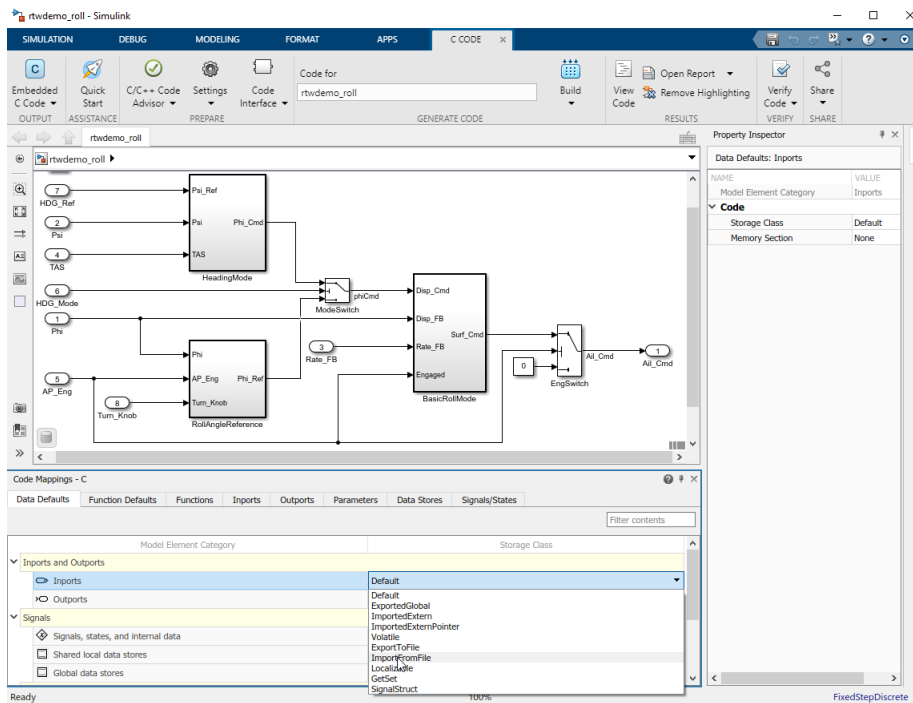 rtwdemo_roll - Simulink
SIMULATION DEBUG MODELING FORMAT APPS C CODE
Embedded C Code
Quick Start
C/C++ Code Advisor
Settings
Code Interface
Code for
rtwdemo_roll
Build
View Code
Open Report
Remove Highlighting
Verify Code
Share
OUTPUT ASSISTANCE PREPARE GENERATE CODE RESULTS VERIFY SHARE
rtwdemo_roll
rtwdemo_roll
7
HDG_Ref
2
Psi
4
TAS
6
HDG_Mode
1
Phi
5
AP_Eng
8
Turn_Knob
Psi_Ref
Psi Phi_Cmd
TAS
HeadingMode
phiCmd
ModeSwitch
Phi
AP_Eng Phi_Ref
Turn_Knob
RollAngleReference
3
Rate_FB
Disp_Cmd
Disp_FB
Surf_Cmd
Rate_FB
Engaged
BasicRollMode
0
EngSwitch
Ail_Cmd
1
Ail_Cmd
Property Inspector
Data Defaults: Inports
NAME VALUE
Model Element Category Inports
Code
Storage Class Default
Memory Section None
Code Mappings - C
Data Defaults Function Defaults Functions Inports Outports Parameters Data Stores Signals/States
Filter contents
Model Element Category Storage Class
Inports and Outports
Inports Default
Outports
Signals
Signals, states, and internal data
Shared local data stores
Global data stores
Default
ExportedGlobal
ImportedExtern
ImportedExternPointer
Volatile
ExportToFile
ImportFromFile
Localizable
GetSet
SignalStruct
Ready 100% FixedStepDiscrete